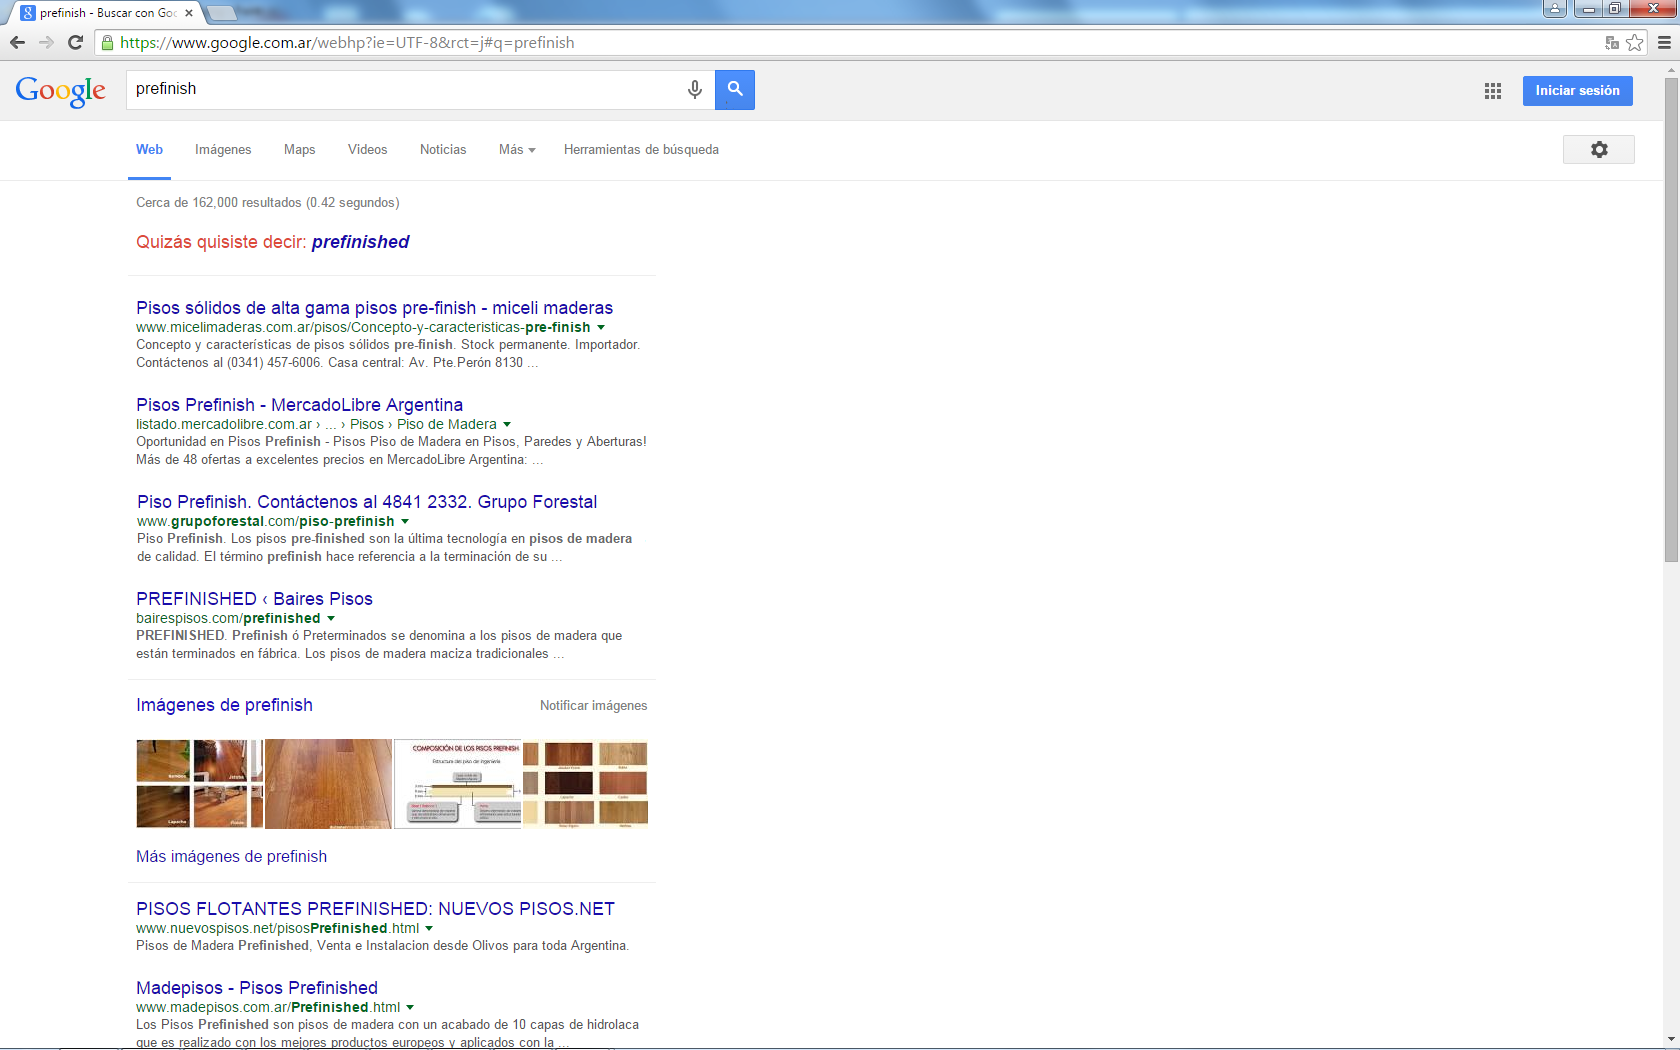 prefinish - Buscar con Goo
https://www.google.com.ar/webhp?ie=UTF-8&rct=j#q=prefinish
Google
prefinish
Iniciar sesión
Web Imágenes Maps Videos Noticias Más Herramientas de búsqueda
Cerca de 162,000 resultados (0.42 segundos)
Quizás quisiste decir: prefinished
Pisos sólidos de alta gama pisos pre-finish - miceli maderas
www.micelimaderas.com.ar/pisos/Concepto-y-caracteristicas-pre-finish
Concepto y características de pisos sólidos pre-finish. Stock permanente. Importador.
Contáctenos al (0341) 457-6006. Casa central: Av. Pte.Perón 8130 ...
Pisos Prefinish - MercadoLibre Argentina
listado.mercadolibre.com.ar › ... › Pisos › Piso de Madera
Oportunidad en Pisos Prefinish - Pisos Piso de Madera en Pisos, Paredes y Aberturas!
Más de 48 ofertas a excelentes precios en MercadoLibre Argentina: ...
Piso Prefinish. Contáctenos al 4841 2332. Grupo Forestal
www.grupoforestal.com/piso-prefinish
Piso Prefinish. Los pisos pre-finished son la última tecnología en pisos de madera
de calidad. El término prefinish hace referencia a la terminación de su ...
PREFINISHED ‹ Baires Pisos
bairespisos.com/prefinished
PREFINISHED. Prefinish ó Preterminados se denomina a los pisos de madera que
están terminados en fábrica. Los pisos de madera maciza tradicionales ...
Imágenes de prefinish
Notificar imágenes
COMPOSICIÓN DE LOS PISOS PREFINISH
Estructura del piso de ingeniería
Lapacho
Más imágenes de prefinish
PISOS FLOTANTES PREFINISHED: NUEVOS PISOS.NET
www.nuevospisos.net/pisosPrefinished.html
Pisos de Madera Prefinished, Venta e Instalacion desde Olivos para toda Argentina.
Madepisos - Pisos Prefinished
www.madepisos.com.ar/Prefinished.html
Los Pisos Prefinished son pisos de madera con un acabado de 10 capas de hidrolaca
que es realizado con los mejores productos europeos y aplicados con la ...